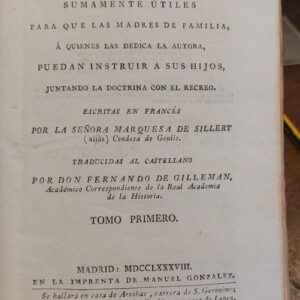 SUMAMENTE ÚTILES
PARA QUE LAS MADRES DE FAMILIA,
Á QUIENES LAS DEDICA LA AUTORA,
PUEDAN INSTRUIR A SUS HIJOS,
JUNTANDO LA DOCTRINA CON EL RECREO.
ESCRITAS EN FRANCÉS
POR LA SEÑORA MARQUESA DE SILLERT
(aliàs) Condesa de Genlis.
TRADUCIDAS AL CASTELLANO
POR DON FERNANDO DE GILLEMAN,
Académico Correspondiente de la Real Academia
de la Historia.
TOMO PRIMERO.
MADRID: MDCCLXXXVIII.
EN LA IMPRENTA DE MANUEL GONZALEZ.
Se hallará en casa de Arribas, carrera de S. Gerónimo;